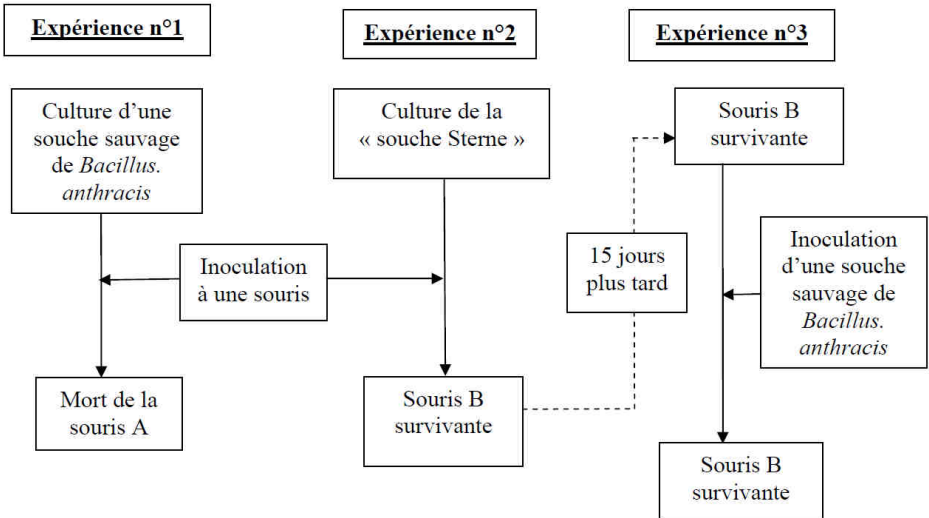 Expérience n°1
Expérience n°2
Expérience n°3
Culture d’une
souche sauvage
de Bacillus.
anthracis
Culture de la
« souche Sterne »
Souris B
survivante
Inoculation
à une souris
15 jours
plus tard
Inoculation
d’une souche
sauvage de
Bacillus.
anthracis
Mort de la
souris A
Souris B
survivante
Souris B
survivante